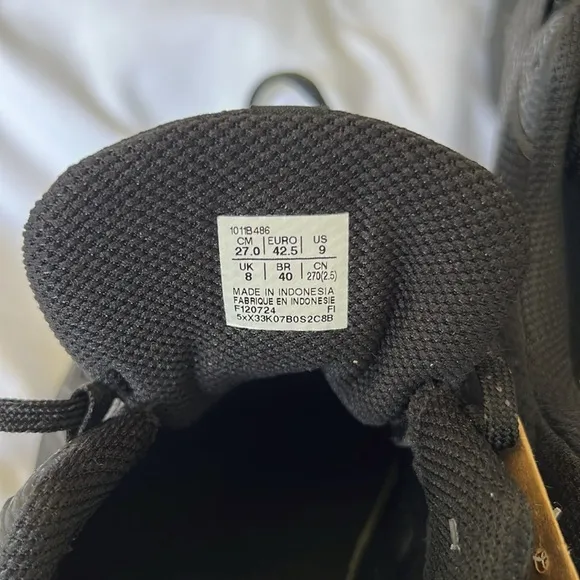 1011B486
CM EURO US
27.0 42.5 9
UK BR CN
8 40 270(2.5)
MADE IN INDONESIA
FABRIQUE EN INDONESIE
F120724 FI
5xX33K07B0S2C8B